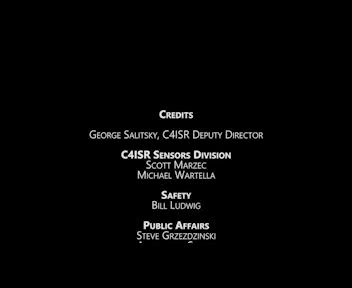 Credits
George Salitsky, C4ISR Deputy Director
C4ISR Sensors Division
Scott Marzec
Michael Wartella
Safety
Bill Ludwig
Public Affairs
Steve Grzezdzinski